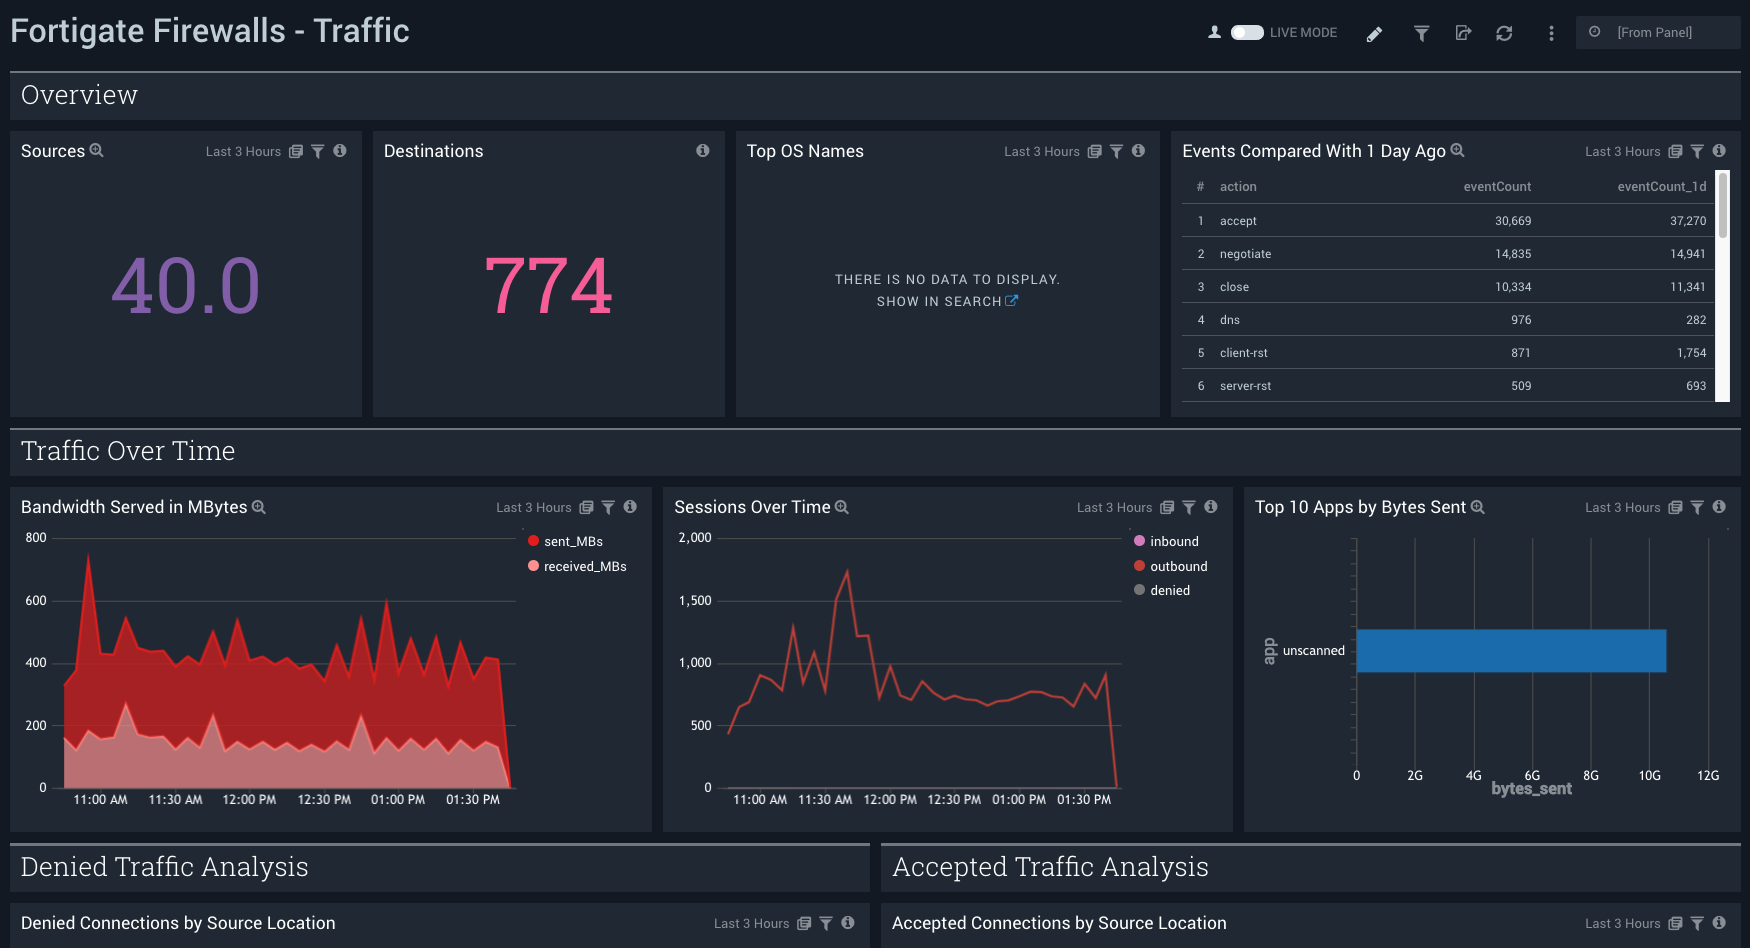 Fortigate Firewalls - Traffic
LIVE MODE
[From Panel]
Overview
Sources
Last 3 Hours
40.0
Destinations
774
Top OS Names
Last 3 Hours
THERE IS NO DATA TO DISPLAY.
SHOW IN SEARCH
Events Compared With 1 Day Ago
Last 3 Hours
# action eventCount eventCount_1d
1 accept 30,669 37,270
2 negotiate 14,835 14,941
3 close 10,334 11,341
4 dns 976 282
5 client-rst 871 1,754
6 server-rst 509 693
Traffic Over Time
Bandwidth Served in MBytes
Last 3 Hours
800
600
400
200
0
11:00 AM 11:30 AM 12:00 PM 12:30 PM 01:00 PM 01:30 PM
sent_MBs
received_MBs
Sessions Over Time
Last 3 Hours
2,000
1,500
1,000
500
0
11:00 AM 11:30 AM 12:00 PM 12:30 PM 01:00 PM 01:30 PM
inbound
outbound
denied
Top 10 Apps by Bytes Sent
Last 3 Hours
app
unscanned
0 2G 4G 6G 8G 10G 12G
bytes_sent
Denied Traffic Analysis
Accepted Traffic Analysis
Denied Connections by Source Location
Last 3 Hours
Accepted Connections by Source Location
Last 3 Hours